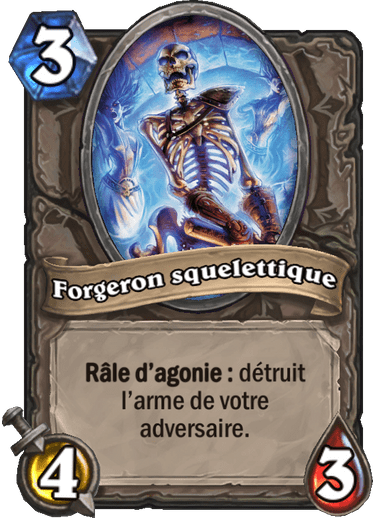 3
Forgeron squelettique
Râle d’agonie : détruit
l’arme de votre
adversaire.
4
3